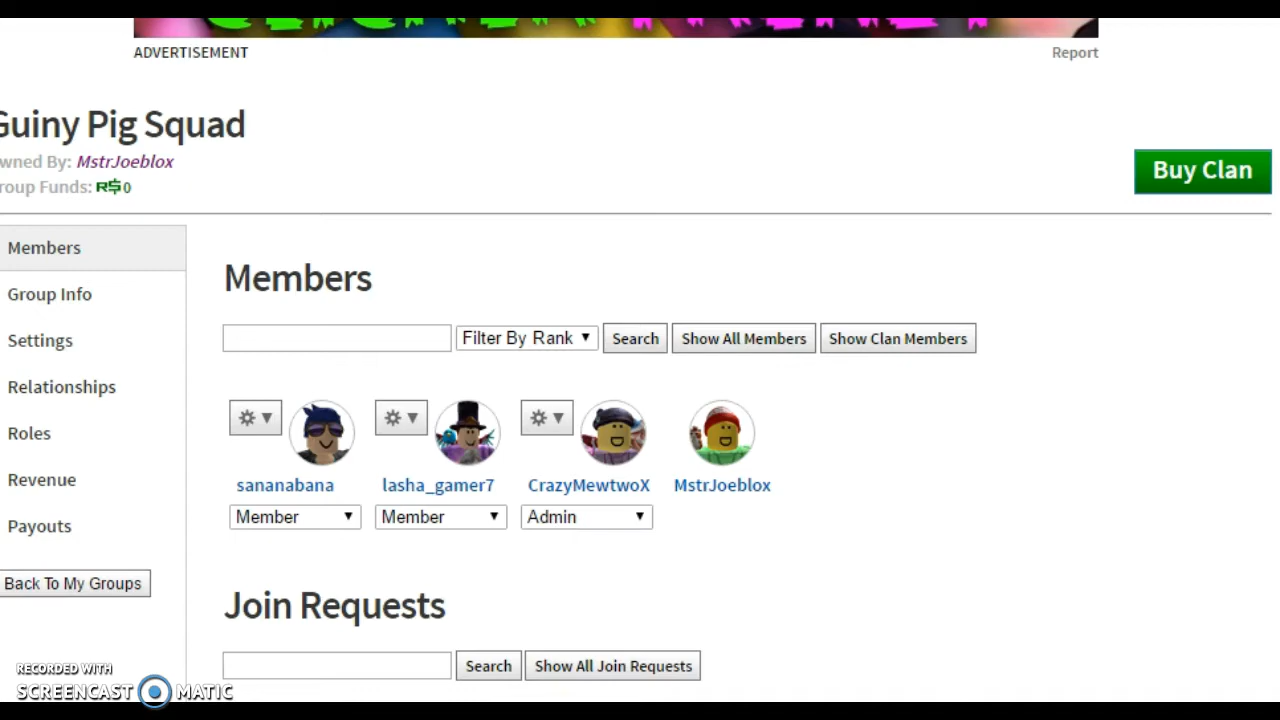 ADVERTISEMENT Report
Guiny Pig Squad
wned By: MstrJoeblox
roup Funds: R$0
Buy Clan
Members
Group Info
Settings
Relationships
Roles
Revenue
Payouts
Back To My Groups
Members
Filter By Rank ▼ Search Show All Members Show Clan Members
sananabana lasha_gamer7 CrazyMewtwoX MstrJoeblox
Member Member Admin
Join Requests
Search Show All Join Requests
RECORDED WITH
SCREENCAST MATIC